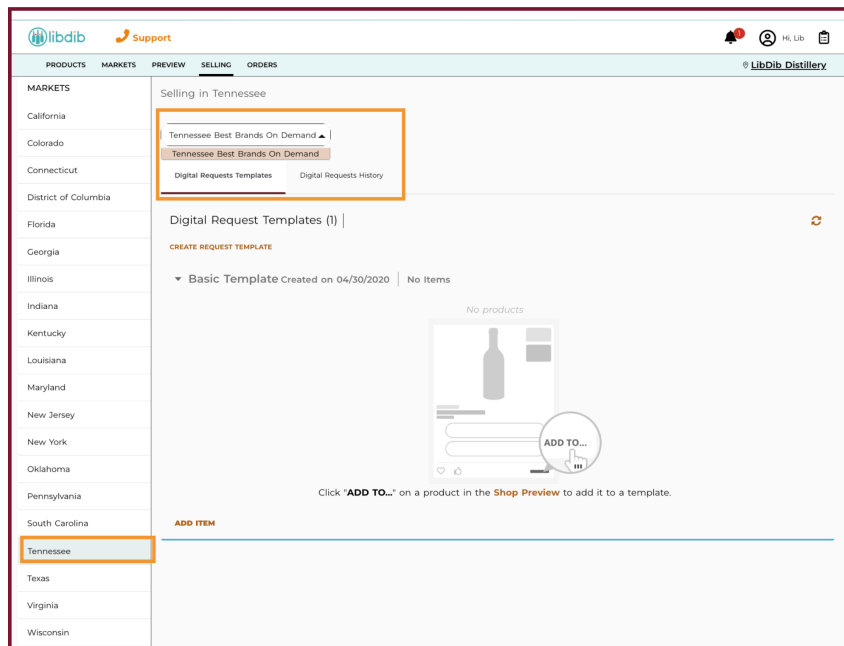 libdib Support 1 Hi, Lib
PRODUCTS MARKETS PREVIEW SELLING ORDERS LibDib Distillery
MARKETS
California
Colorado
Connecticut
District of Columbia
Florida
Georgia
Illinois
Indiana
Kentucky
Louisiana
Maryland
New Jersey
New York
Oklahoma
Pennsylvania
South Carolina
Tennessee
Texas
Virginia
Wisconsin
Selling in Tennessee
Tennessee Best Brands On Demand
Tennessee Best Brands On Demand
Digital Requests Templates Digital Requests History
Digital Request Templates (1)
CREATE REQUEST TEMPLATE
Basic Template Created on 04/30/2020 No Items
No products
ADD TO...
Click "ADD TO..." on a product in the Shop Preview to add it to a template.
ADD ITEM